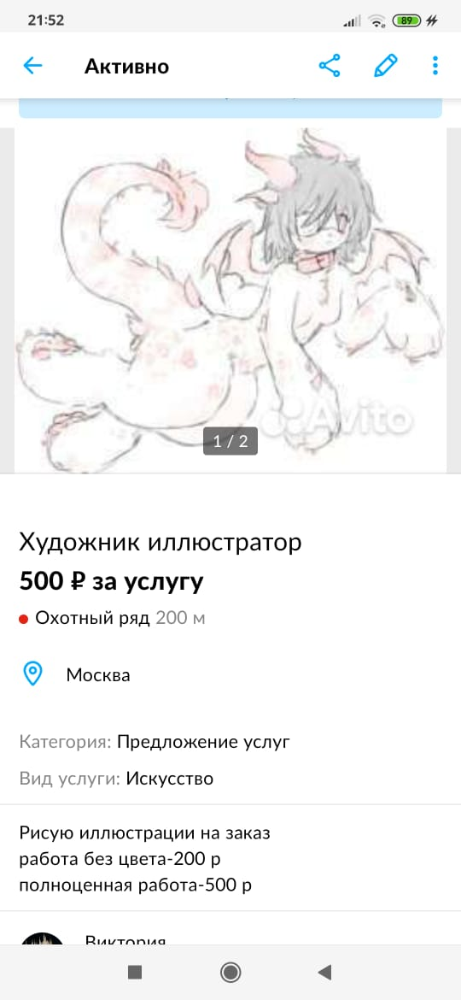 21:52
89
Активно
Avito
1 / 2
Художник иллюстратор
500 ₽ за услугу
Охотный ряд 200 м
Москва
Категория: Предложение услуг
Вид услуги: Искусство
Рисую иллюстрации на заказ
работа без цвета-200 р
полноценная работа-500 р
Виктория